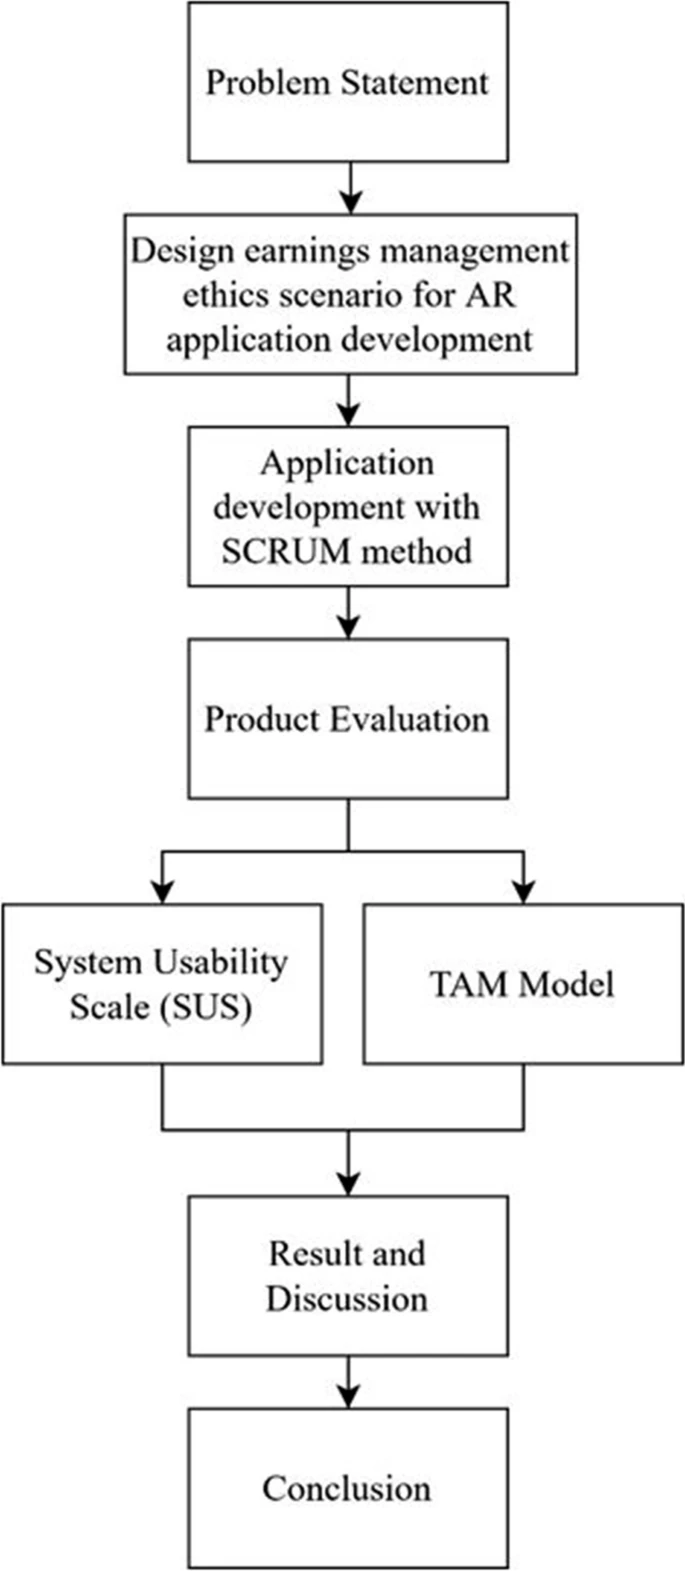 Problem Statement
Design earnings management
ethics scenario for AR
application development
Application
development with
SCRUM method
Product Evaluation
System Usability
Scale (SUS)
TAM Model
Result and
Discussion
Conclusion